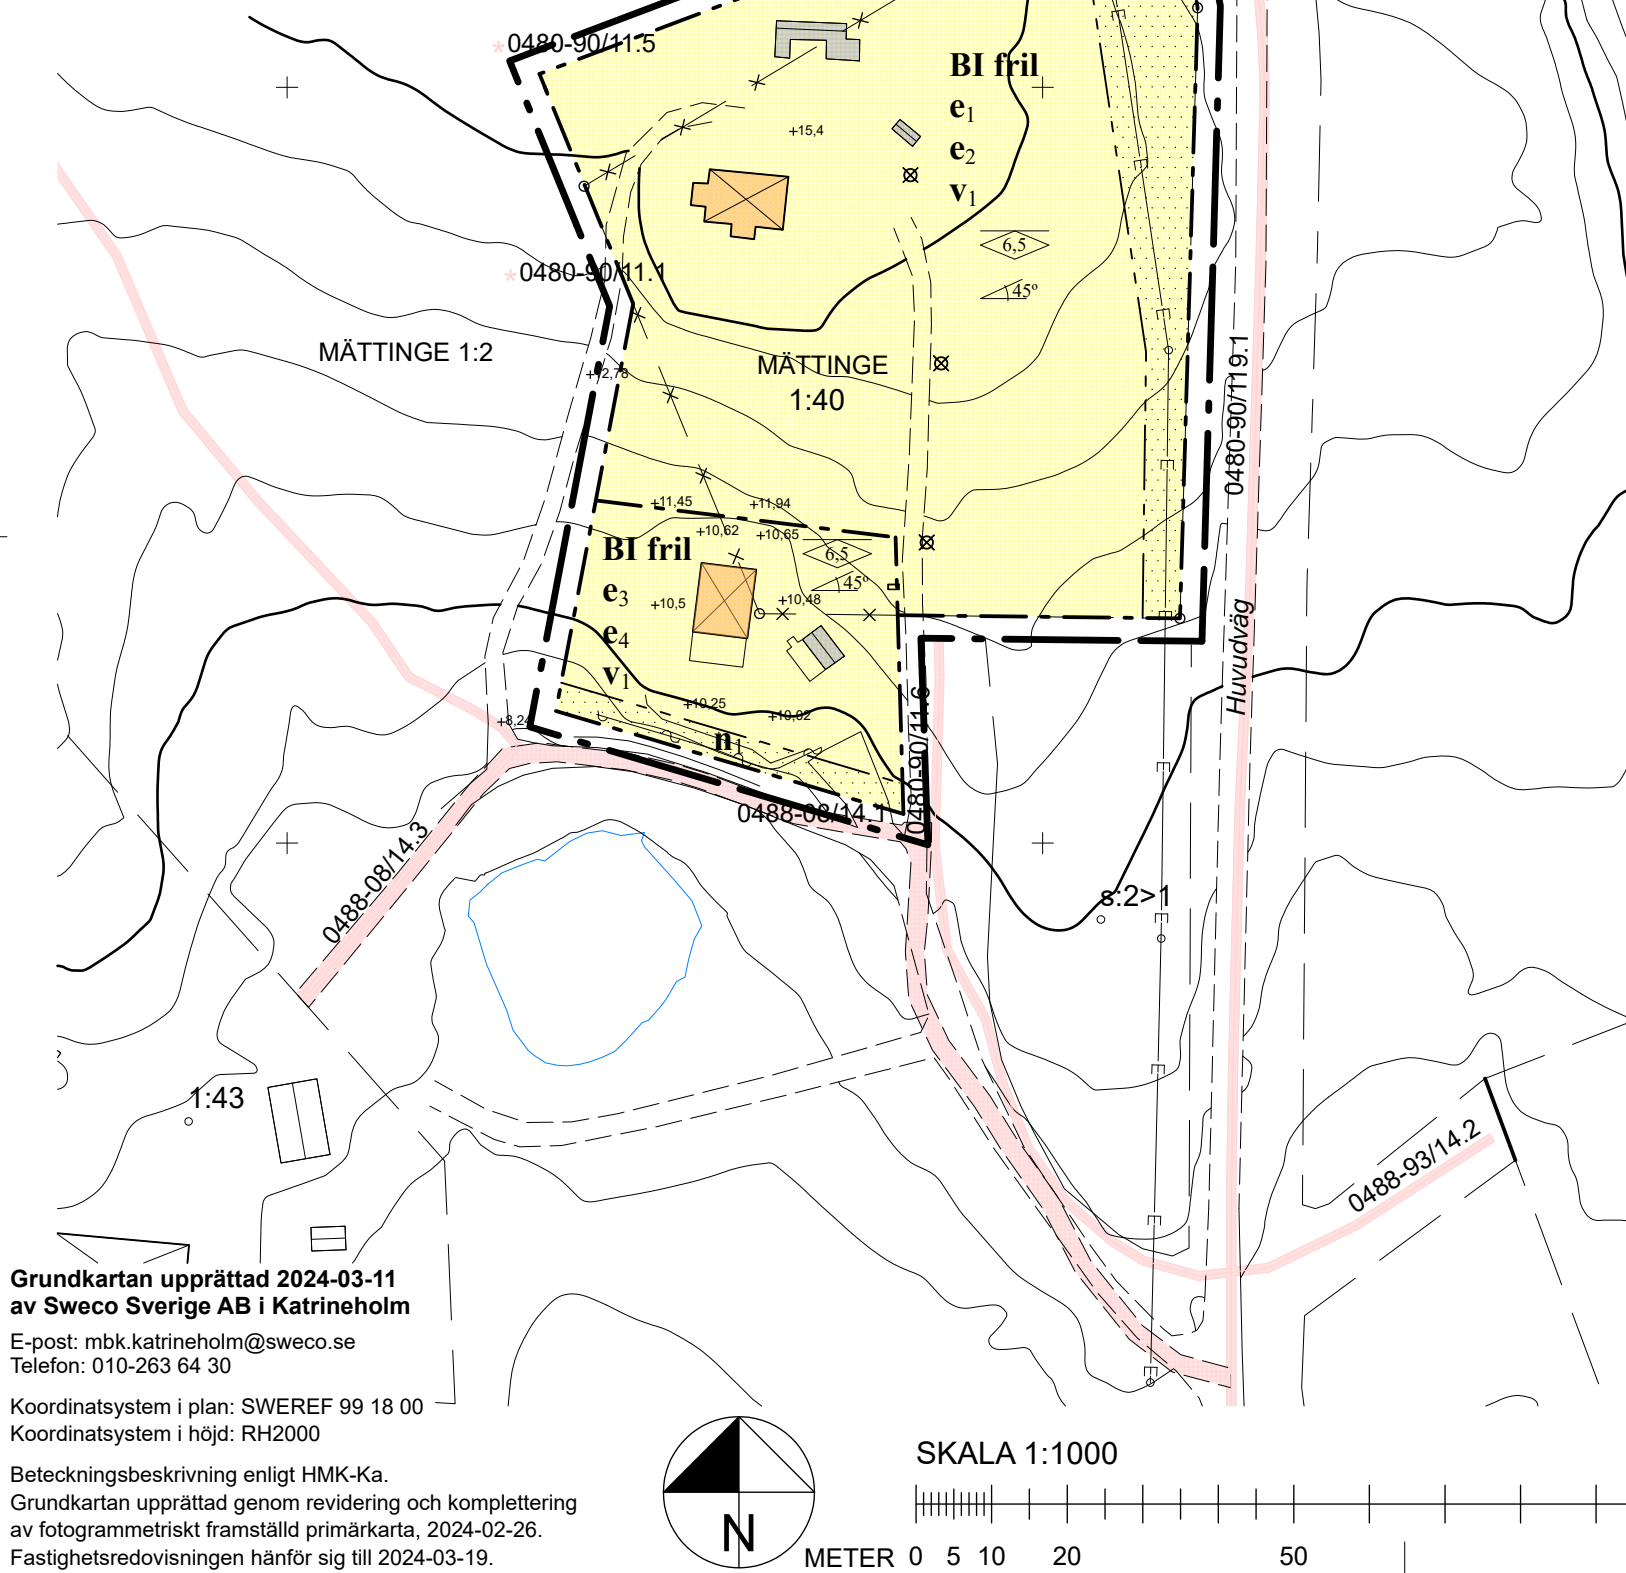 *0480-90/11.5
BI fril
e1
e2
v1
+15,4
6,5
45°
*0480-90/11.1
MÄTTINGE 1:2
MÄTTINGE
1:40
0480-90/119.1
+11,45
+11,94
+10,62
+10,65
BI fril
e3
e4
v1
6,5
45°
+10,5
+10,48
Huvudväg
+10,25
+10,02
+8,24
n1
0480-90/11.6
0488-08/14.1
0488-08/14.3
s:2>1
1:43
0488-93/14.2
Grundkartan upprättad 2024-03-11
av Sweco Sverige AB i Katrineholm
E-post: mbk.katrineholm@sweco.se
Telefon: 010-263 64 30
Koordinatsystem i plan: SWEREF 99 18 00
Koordinatsystem i höjd: RH2000
Beteckningsbeskrivning enligt HMK-Ka.
Grundkartan upprättad genom revidering och komplettering
av fotogrammetriskt framställd primärkarta, 2024-02-26.
Fastighetsredovisningen hänför sig till 2024-03-19.
N
SKALA 1:1000
METER 0 5 10 20 50